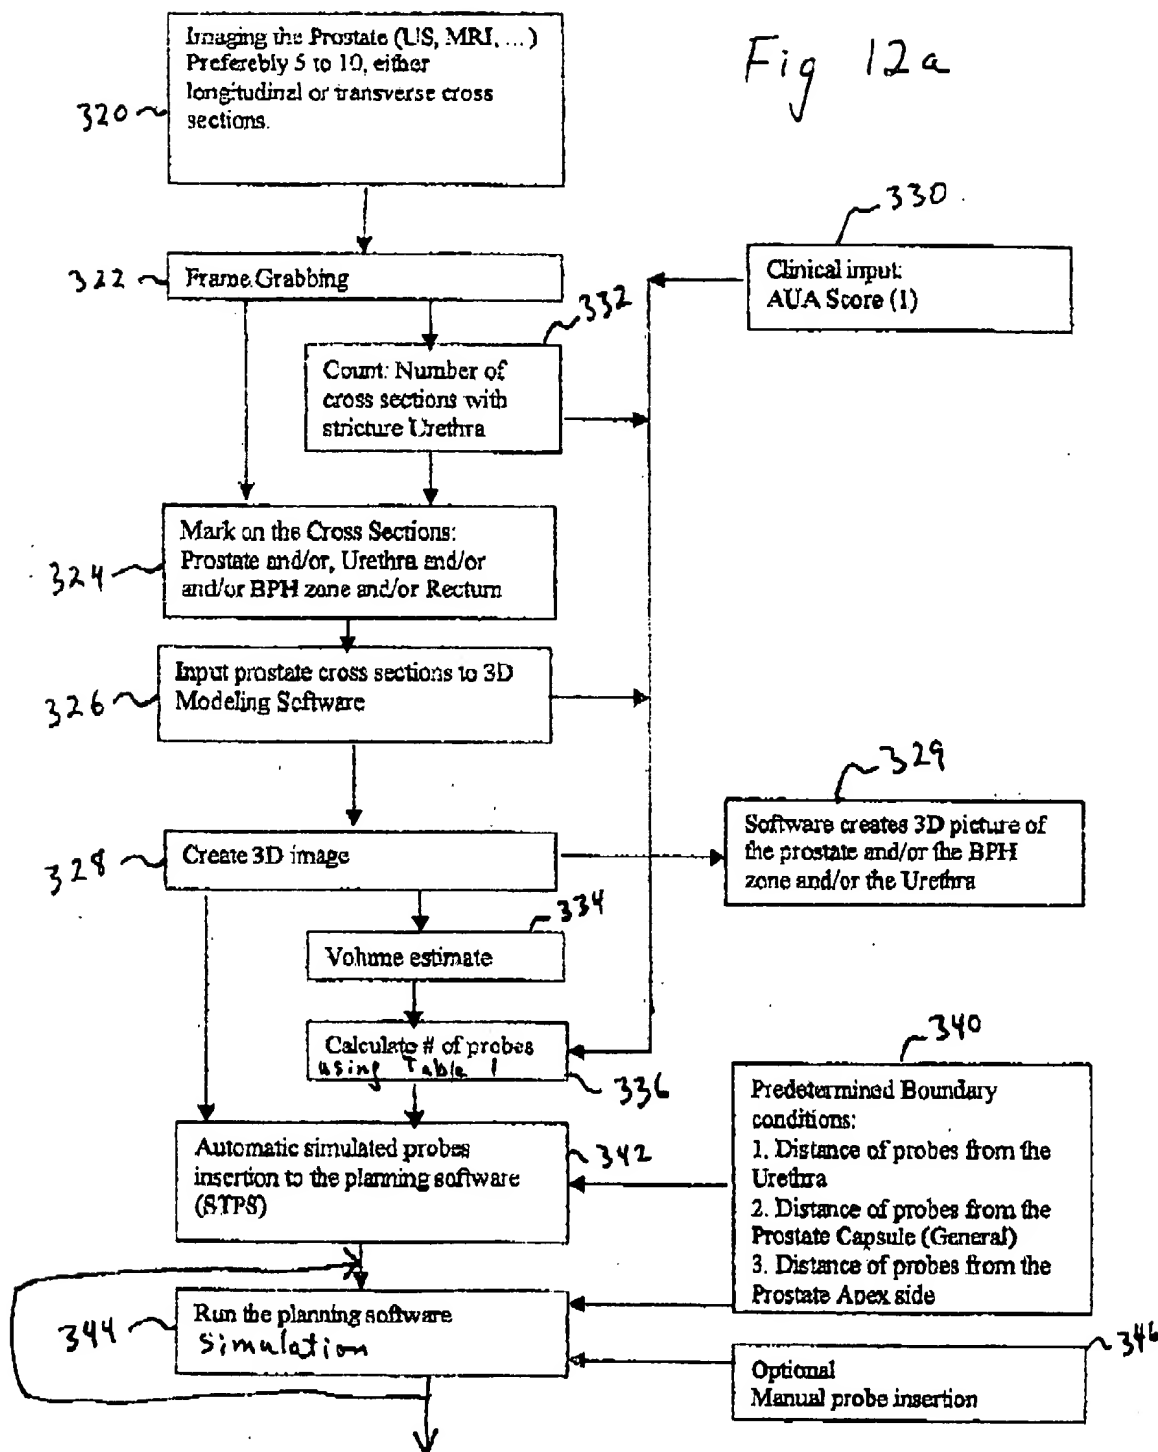 Fig 12a
Imaging the Prostate (US, MRI, ...)
Preferebly 5 to 10, either
longitudinal or transverse cross
sections.
320
330
322
Frame Grabbing
Clinical input:
AUA Score (1)
332
Count: Number of
cross sections with
stricture Urethra
Mark on the Cross Sections:
Prostate and/or, Urethra and/or
and/or BPH zone and/or Rectum
324
Input prostate cross sections to 3D
Modeling Software
326
329
Software creates 3D picture of
the prostate and/or the BPH
zone and/or the Urethra
328
Create 3D image
334
Volume estimate
Calculate # of probes
using Table 1
336
340
Predetermined Boundary
conditions:
1. Distance of probes from the
Urethra
2. Distance of probes from the
Prostate Capsule (General)
3. Distance of probes from the
Prostate Apex side
Automatic simulated probes
insertion to the planning software
(STPS)
342
344
Run the planning software
Simulation
346
Optional
Manual probe insertion